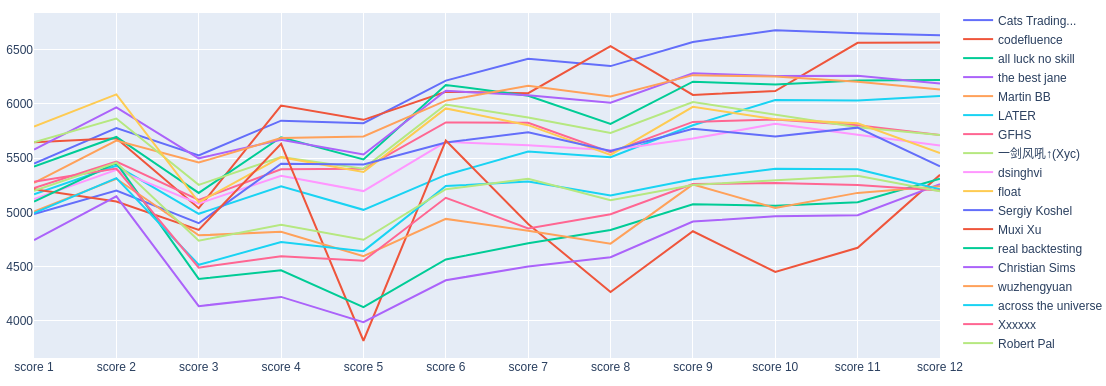 6500
6000
5500
5000
4500
4000
score 1 score 2 score 3 score 4 score 5 score 6 score 7 score 8 score 9 score 10 score 11 score 12
Cats Trading...
codefluence
all luck no skill
the best jane
Martin BB
LATER
GFHS
一剑风吼↑(Xyc)
dsinghvi
float
Sergiy Koshel
Muxi Xu
real backtesting
Christian Sims
wuzhengyuan
across the universe
Xxxxxx
Robert Pal